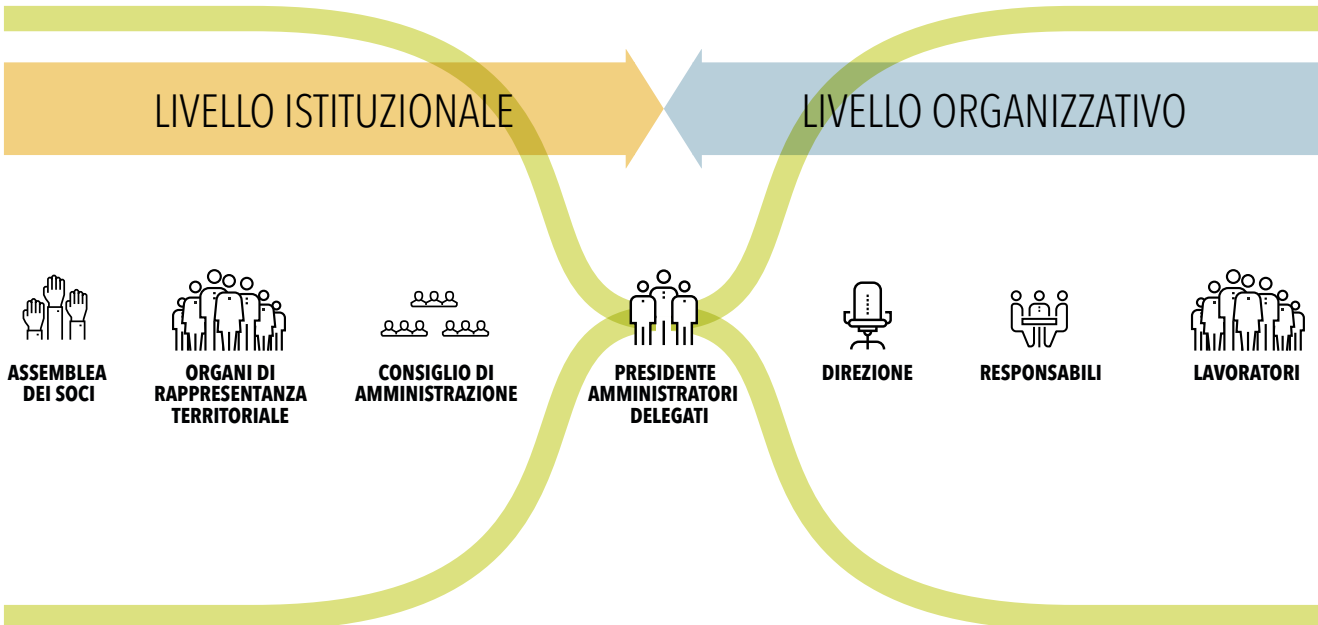 LIVELLO ISTITUZIONALE
LIVELLO ORGANIZZATIVO
ASSEMBLEA
DEI SOCI
ORGANI DI
RAPPRESENTANZA
TERRITORIALE
CONSIGLIO DI
AMMINISTRAZIONE
PRESIDENTE
AMMINISTRATORI
DELEGATI
DIREZIONE
RESPONSABILI
LAVORATORI